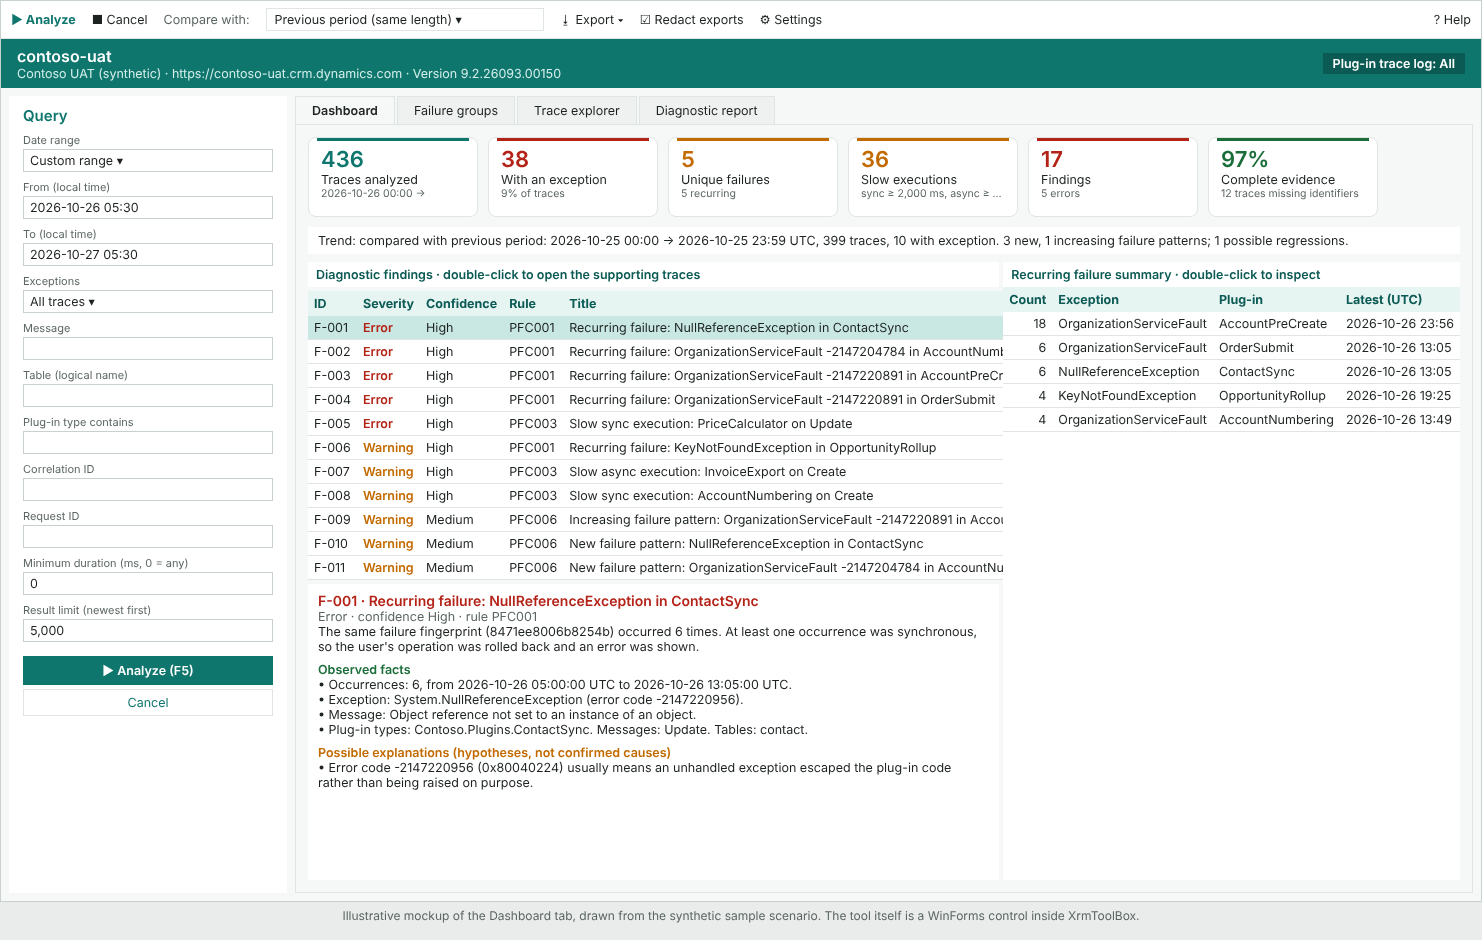 ▶ Analyze ■ Cancel Compare with: Previous period (same length) ▾ ⭳ Export ▾ ☑ Redact exports ⚙ Settings ? Help
contoso-uat
Contoso UAT (synthetic) · https://contoso-uat.crm.dynamics.com · Version 9.2.26093.00150
Plug-in trace log: All
Query
Date range
Custom range ▾
From (local time)
2026-10-26 05:30
To (local time)
2026-10-27 05:30
Exceptions
All traces ▾
Message
Table (logical name)
Plug-in type contains
Correlation ID
Request ID
Minimum duration (ms, 0 = any)
0
Result limit (newest first)
5,000
▶ Analyze (F5)
Cancel
Dashboard Failure groups Trace explorer Diagnostic report
436
Traces analyzed
2026-10-26 00:00 →
38
With an exception
9% of traces
5
Unique failures
5 recurring
36
Slow executions
sync ≥ 2,000 ms, async ≥ ...
17
Findings
5 errors
97%
Complete evidence
12 traces missing identifiers
Trend: compared with previous period: 2026-10-25 00:00 → 2026-10-25 23:59 UTC, 399 traces, 10 with exception. 3 new, 1 increasing failure patterns; 1 possible regressions.
Diagnostic findings · double-click to open the supporting traces
ID Severity Confidence Rule Title
F-001 Error High PFC001 Recurring failure: NullReferenceException in ContactSync
F-002 Error High PFC001 Recurring failure: OrganizationServiceFault -2147204784 in AccountNumb
F-003 Error High PFC001 Recurring failure: OrganizationServiceFault -2147220891 in AccountPreCr
F-004 Error High PFC001 Recurring failure: OrganizationServiceFault -2147220891 in OrderSubmit
F-005 Error High PFC003 Slow sync execution: PriceCalculator on Update
F-006 Warning High PFC001 Recurring failure: KeyNotFoundException in OpportunityRollup
F-007 Warning High PFC003 Slow async execution: InvoiceExport on Create
F-008 Warning High PFC003 Slow sync execution: AccountNumbering on Create
F-009 Warning Medium PFC006 Increasing failure pattern: OrganizationServiceFault -2147220891 in Accou
F-010 Warning Medium PFC006 New failure pattern: NullReferenceException in ContactSync
F-011 Warning Medium PFC006 New failure pattern: OrganizationServiceFault -2147204784 in AccountNu
Recurring failure summary · double-click to inspect
Count Exception Plug-in Latest (UTC)
18 OrganizationServiceFault AccountPreCreate 2026-10-26 23:56
6 OrganizationServiceFault OrderSubmit 2026-10-26 13:05
6 NullReferenceException ContactSync 2026-10-26 13:05
4 KeyNotFoundException OpportunityRollup 2026-10-26 19:25
4 OrganizationServiceFault AccountNumbering 2026-10-26 13:49
F-001 · Recurring failure: NullReferenceException in ContactSync
Error · confidence High · rule PFC001
The same failure fingerprint (8471ee8006b8254b) occurred 6 times. At least one occurrence was synchronous,
so the user's operation was rolled back and an error was shown.
Observed facts
• Occurrences: 6, from 2026-10-26 05:00:00 UTC to 2026-10-26 13:05:00 UTC.
• Exception: System.NullReferenceException (error code -2147220956).
• Message: Object reference not set to an instance of an object.
• Plug-in types: Contoso.Plugins.ContactSync. Messages: Update. Tables: contact.
Possible explanations (hypotheses, not confirmed causes)
• Error code -2147220956 (0x80040224) usually means an unhandled exception escaped the plug-in code
rather than being raised on purpose.
Illustrative mockup of the Dashboard tab, drawn from the synthetic sample scenario. The tool itself is a WinForms control inside XrmToolBox.